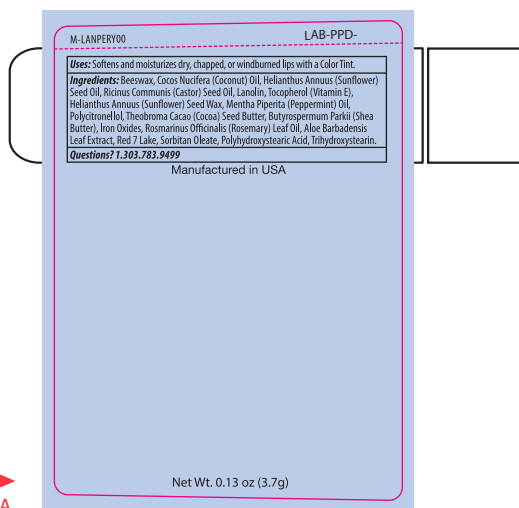 M-LANPERY00
LAB-PPD-
Uses: Softens and moisturizes dry, chapped, or windburned lips with a Color Tint.
Ingredients: Beeswax, Cocos Nucifera (Coconut) Oil, Helianthus Annuus (Sunflower)
Seed Oil, Ricinus Communis (Castor) Seed Oil, Lanolin, Tocopherol (Vitamin E),
Helianthus Annuus (Sunflower) Seed Wax, Mentha Piperita (Peppermint) Oil,
Polycitronellol, Theobroma Cacao (Cocoa) Seed Butter, Butyrospermum Parkii (Shea
Butter), Iron Oxides, Rosmarinus Officinalis (Rosemary) Leaf Oil, Aloe Barbadensis
Leaf Extract, Red 7 Lake, Sorbitan Oleate, Polyhydroxystearic Acid, Trihydroxystearin.
Questions? 1.303.783.9499
Manufactured in USA
Net Wt. 0.13 oz (3.7g)
A